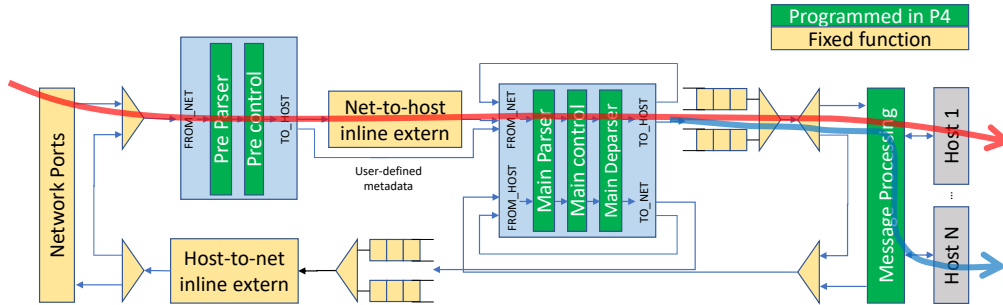 Programmed in P4
Fixed function
Network Ports
FROM_NET
Pre Parser
Pre control
TO_HOST
Net-to-host
inline extern
User-defined
metadata
FROM_NET
Main Parser
Main control
Main Deparser
TO_HOST
FROM_HOST
TO_NET
Message Processing
Host 1
...
Host N
Host-to-net
inline extern